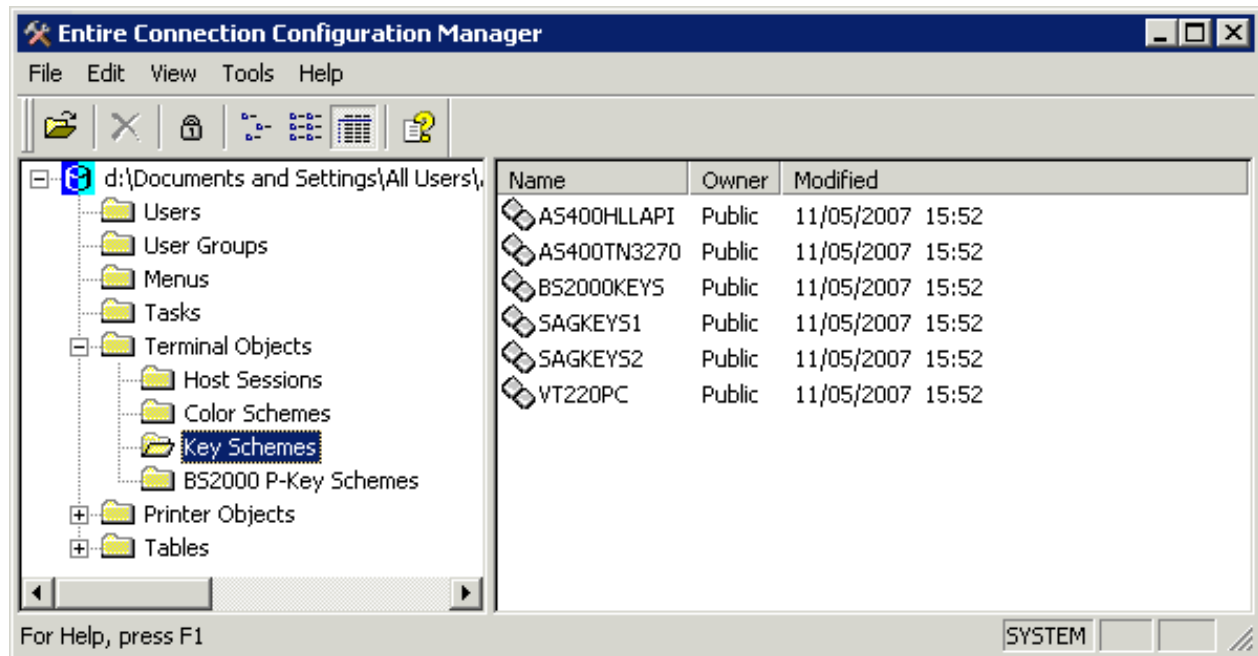 Entire Connection Configuration Manager
File Edit View Tools Help
d:\Documents and Settings\All Users\
Users
User Groups
Menus
Tasks
Terminal Objects
Host Sessions
Color Schemes
Key Schemes
BS2000 P-Key Schemes
Printer Objects
Tables
Name Owner Modified
AS400HLLAPI Public 11/05/2007 15:52
AS400TN3270 Public 11/05/2007 15:52
BS2000KEYS Public 11/05/2007 15:52
SAGKEYS1 Public 11/05/2007 15:52
SAGKEYS2 Public 11/05/2007 15:52
VT220PC Public 11/05/2007 15:52
For Help, press F1
SYSTEM